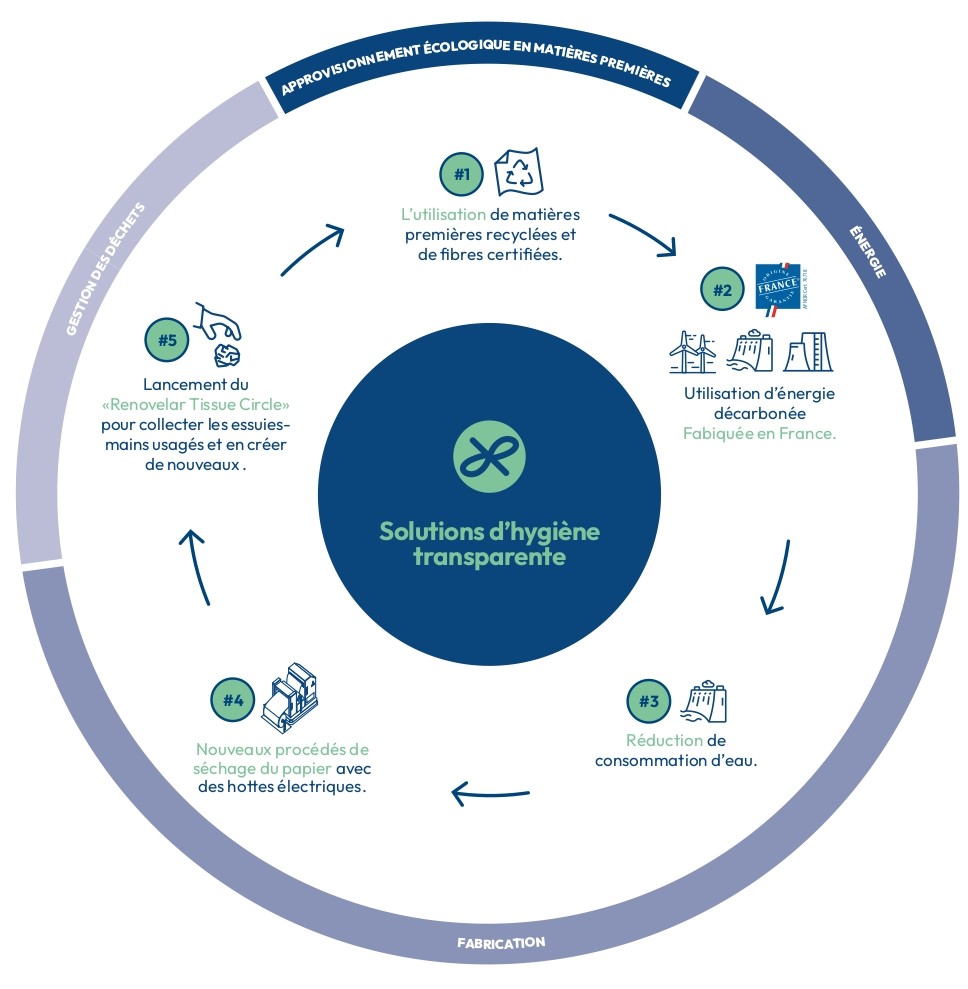 APPROVISIONNEMENT ÉCOLOGIQUE EN MATIÈRES PREMIÈRES
#1
L'utilisation de matières
premières recyclées et
de fibres certifiées.
ÉNERGIE
#2
ORIGINE
FRANCE
GARANTIE
Utilisation d'énergie
décarbonée
Fabiquée en France.
#3
Réduction de
consommation d'eau.
FABRICATION
#4
Nouveaux procédés de
séchage du papier avec
des hottes électriques.
GESTION DES DÉCHETS
#5
Lancement du
«Renovelar Tissue Circle»
pour collecter les essuies-
mains usagés et en créer
de nouveaux .
Solutions d'hygiène
transparente